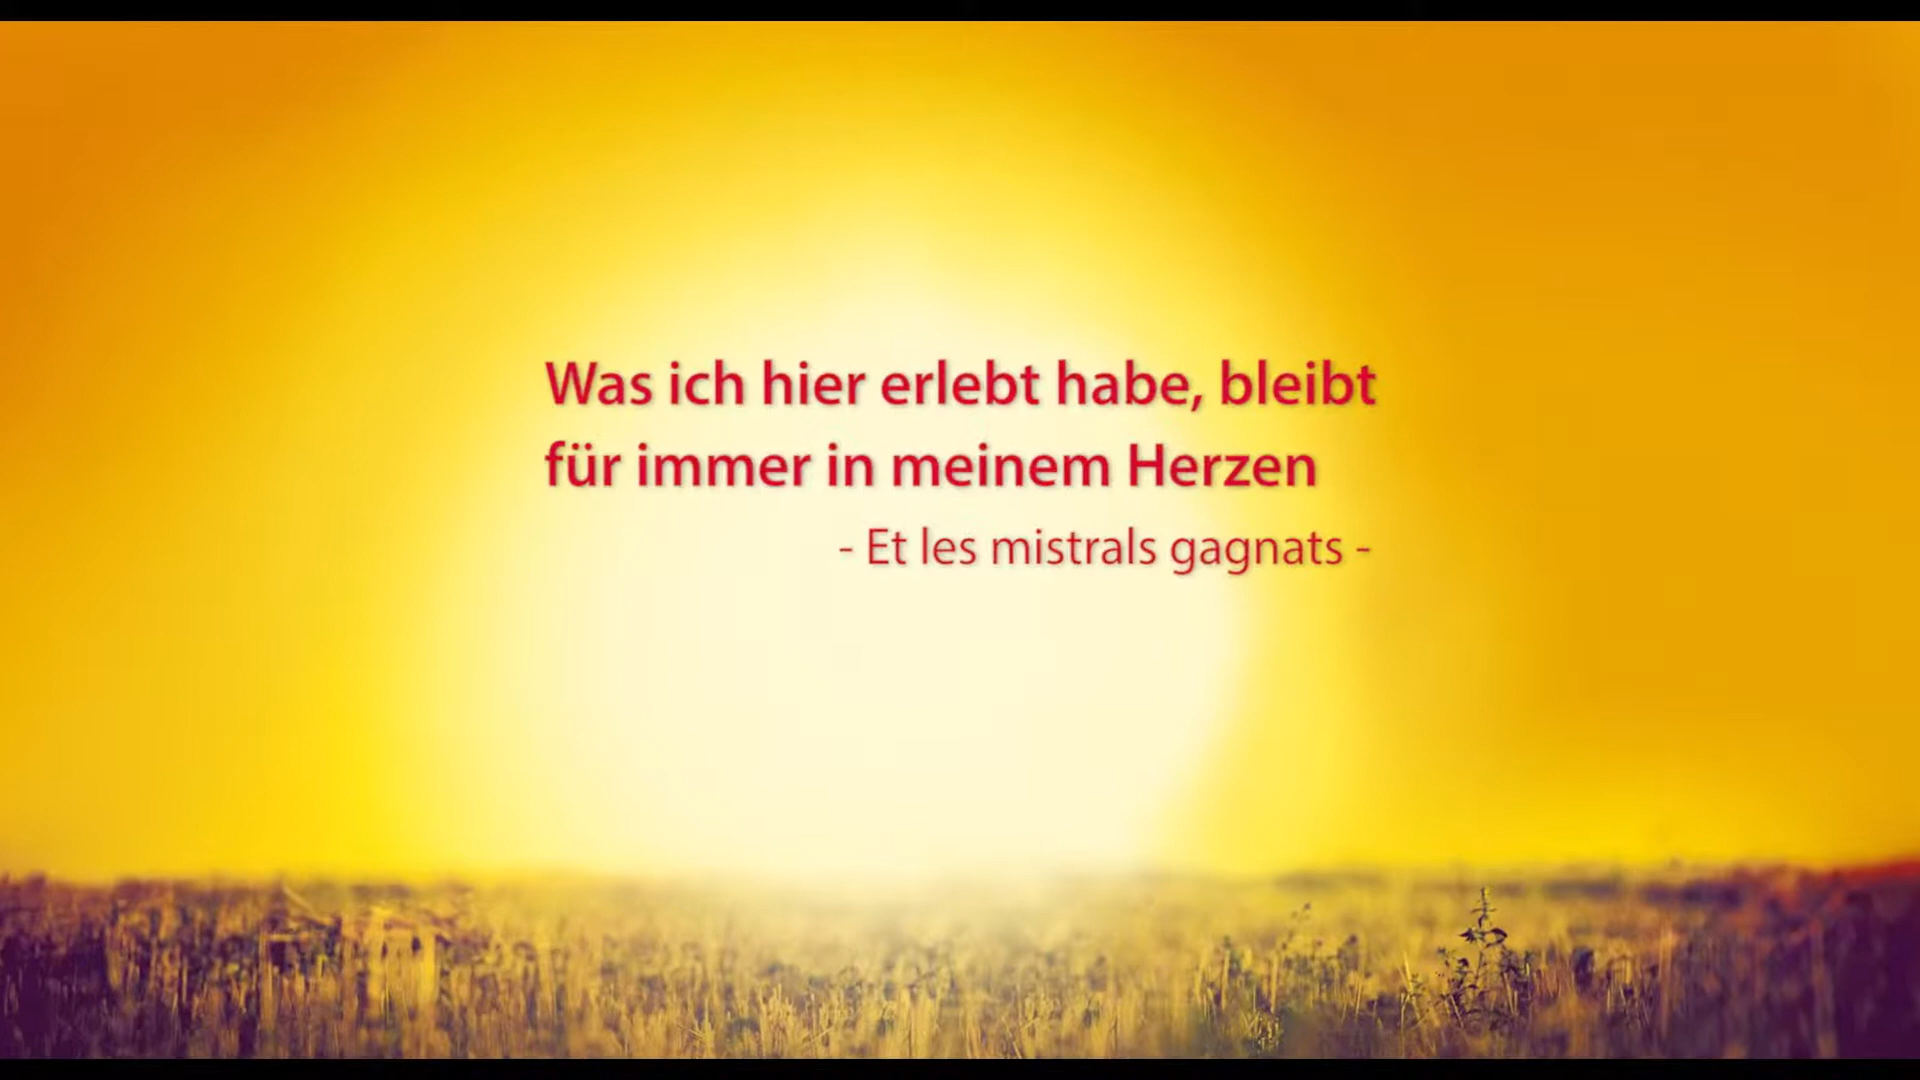 Was ich hier erlebt habe, bleibt
für immer in meinem Herzen
- Et les mistrals gagnats -